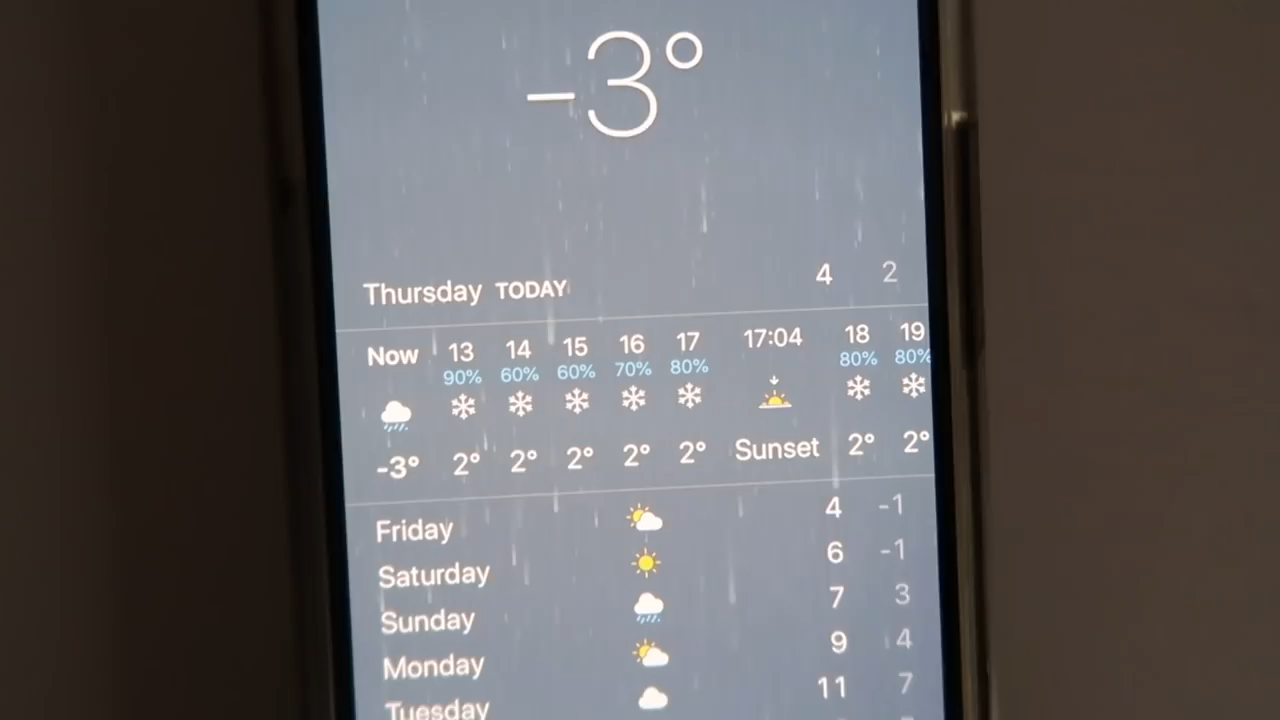 -3°
Thursday TODAY 4 2
Now 13 14 15 16 17 17:04 18 19
90% 60% 60% 70% 80% 80% 80%
-3° 2° 2° 2° 2° 2° Sunset 2° 2°
Friday 4 -1
Saturday 6 -1
Sunday 7 3
Monday 9 4
Tuesday 11 7